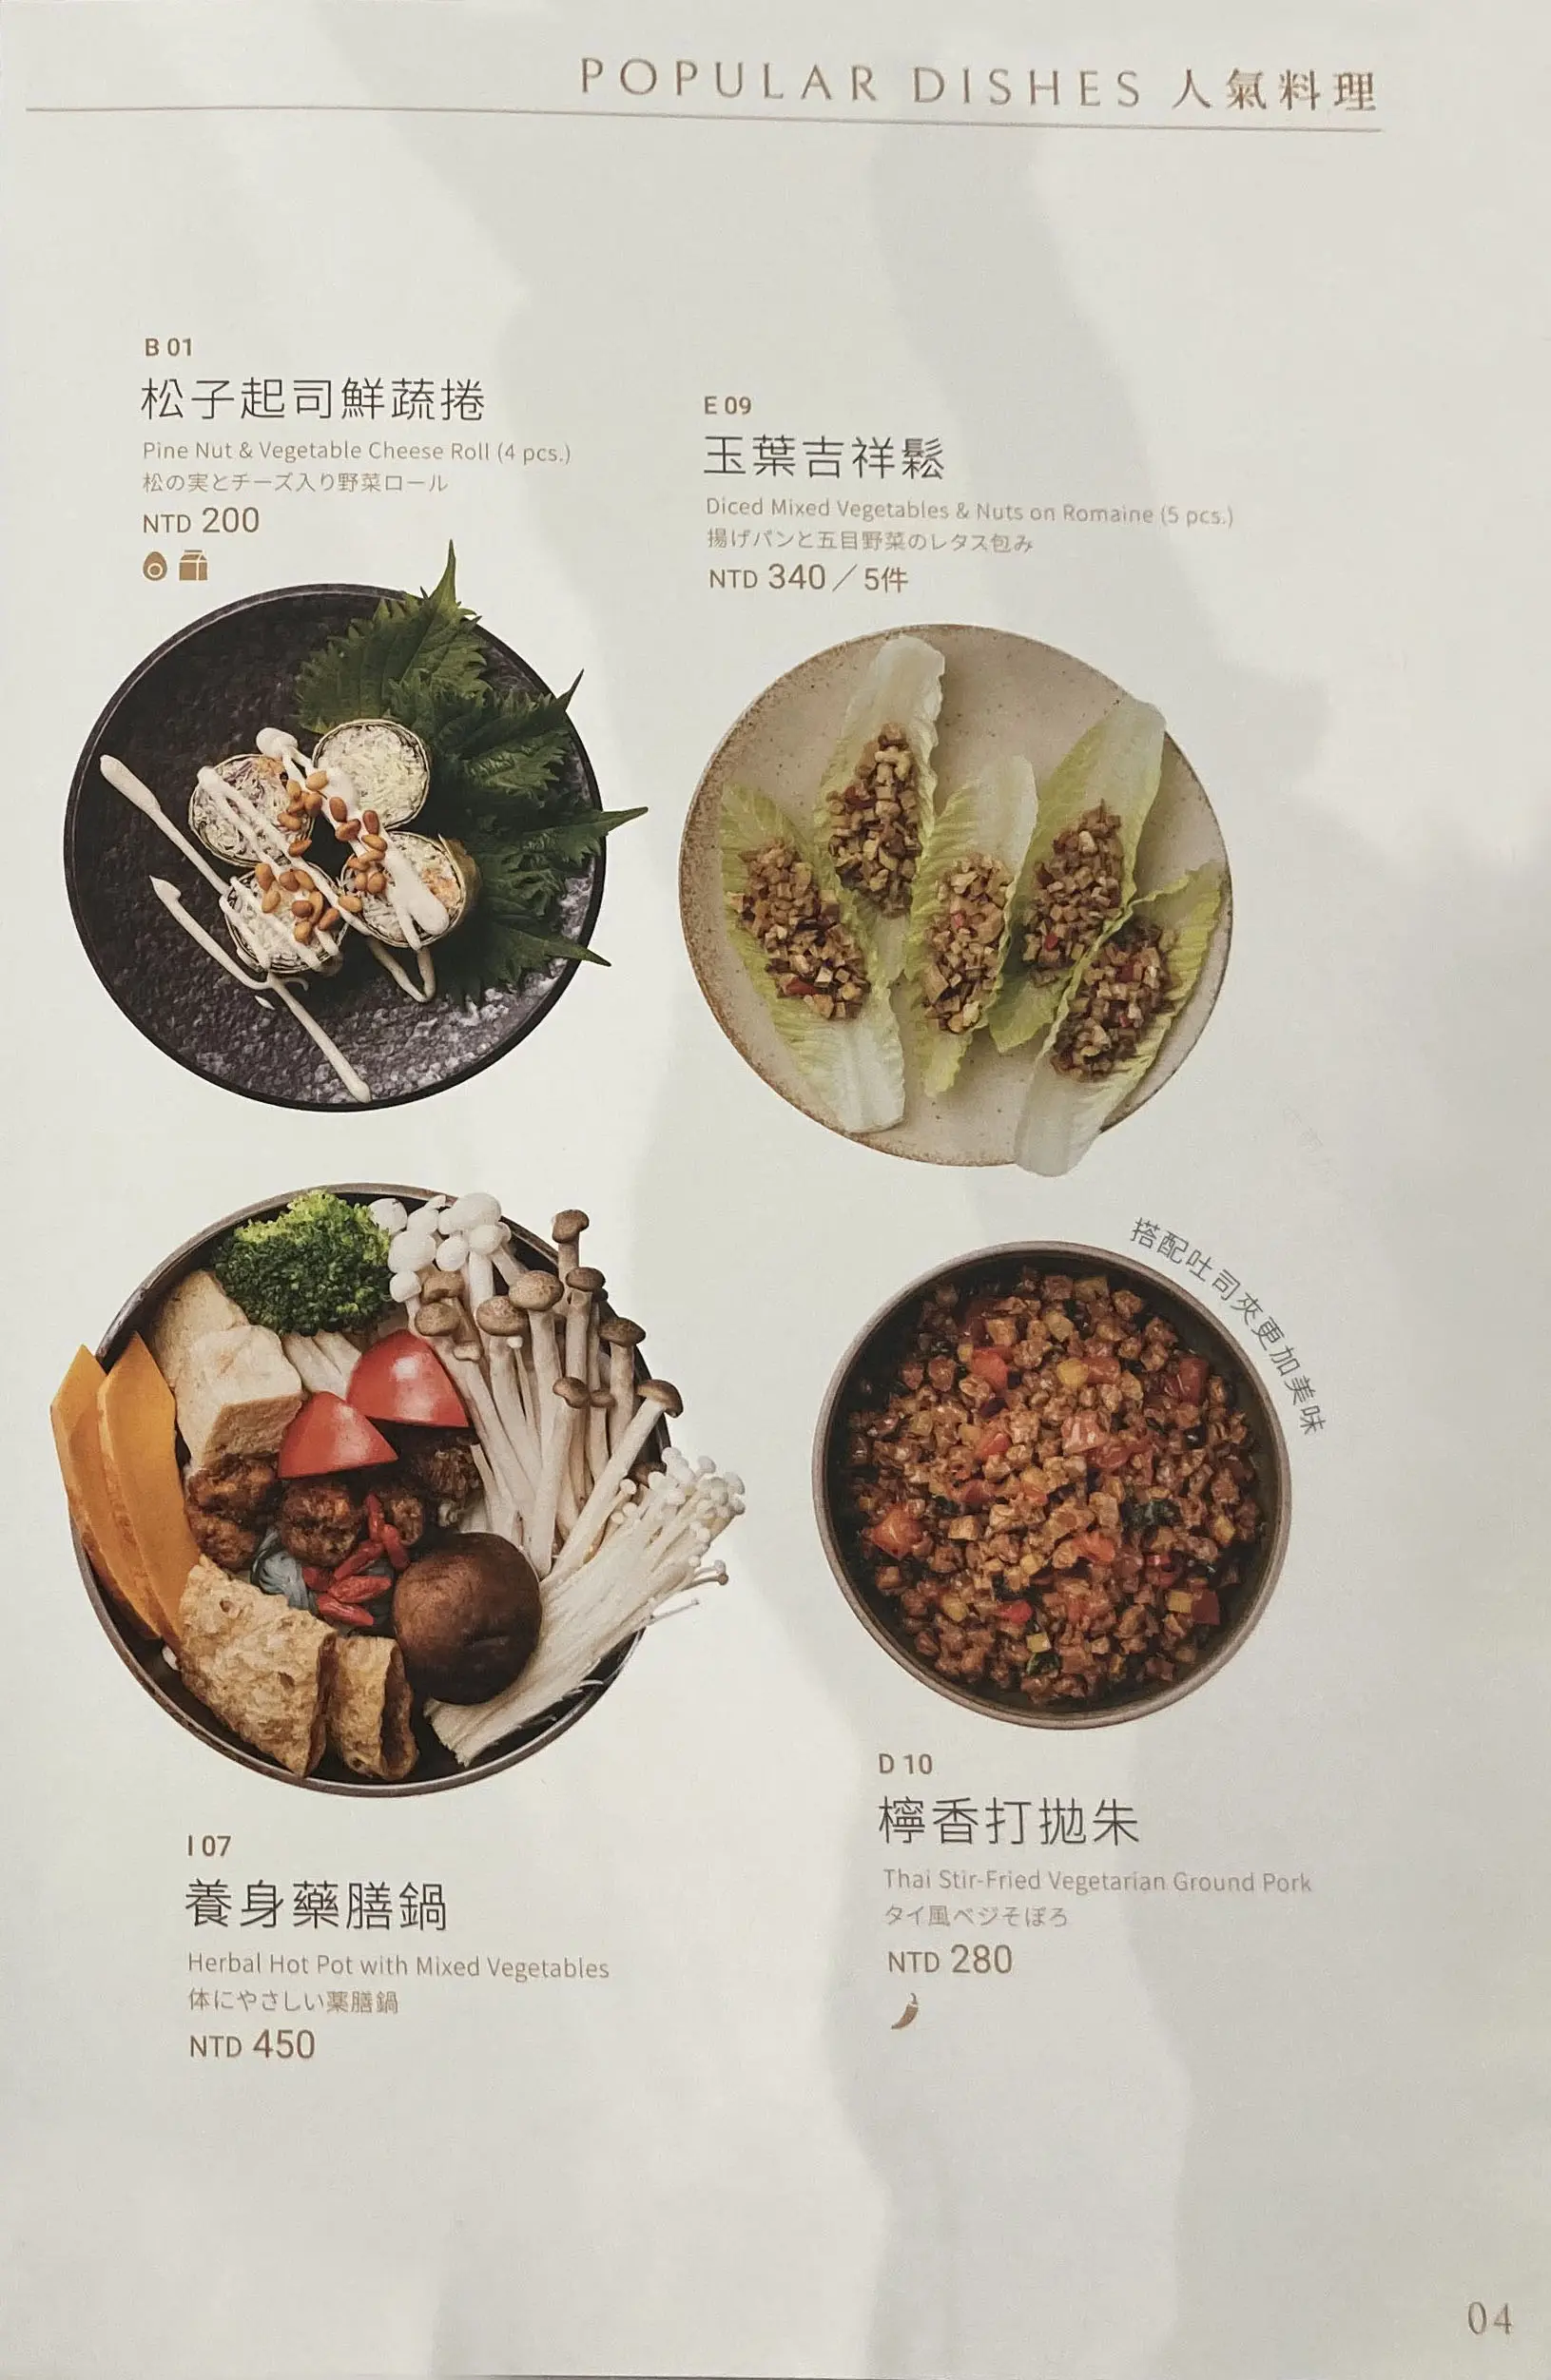 POPULAR DISHES 人氣料理
B 01
松子起司鮮蔬捲
Pine Nut & Vegetable Cheese Roll (4 pcs.)
松の実とチーズ入り野菜ロール
NTD 200
E 09
玉葉吉祥鬆
Diced Mixed Vegetables & Nuts on Romaine (5 pcs.)
揚げパンと五目野菜のレタス包み
NTD 340／5件
搭配吐司夾更加美味
I 07
養身藥膳鍋
Herbal Hot Pot with Mixed Vegetables
体にやさしい薬膳鍋
NTD 450
D 10
檸香打拋朱
Thai Stir-Fried Vegetarian Ground Pork
タイ風ベジそぼろ
NTD 280
04